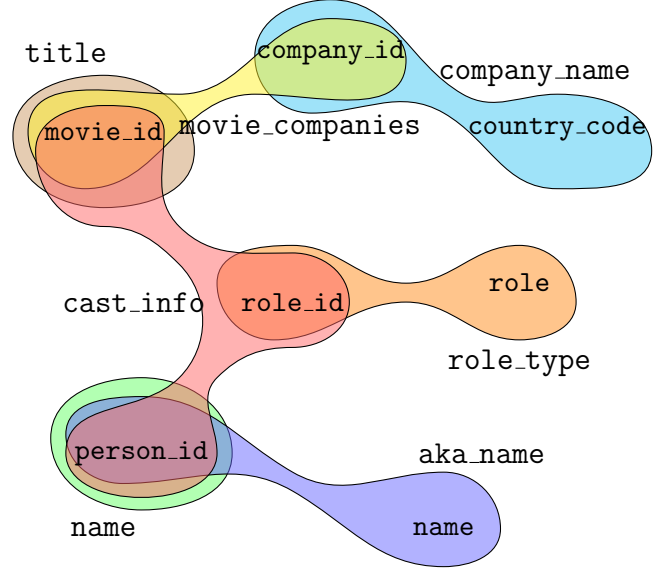 title
company_id
company_name
movie_id
movie_companies
country_code
cast_info
role_id
role
role_type
person_id
aka_name
name
name